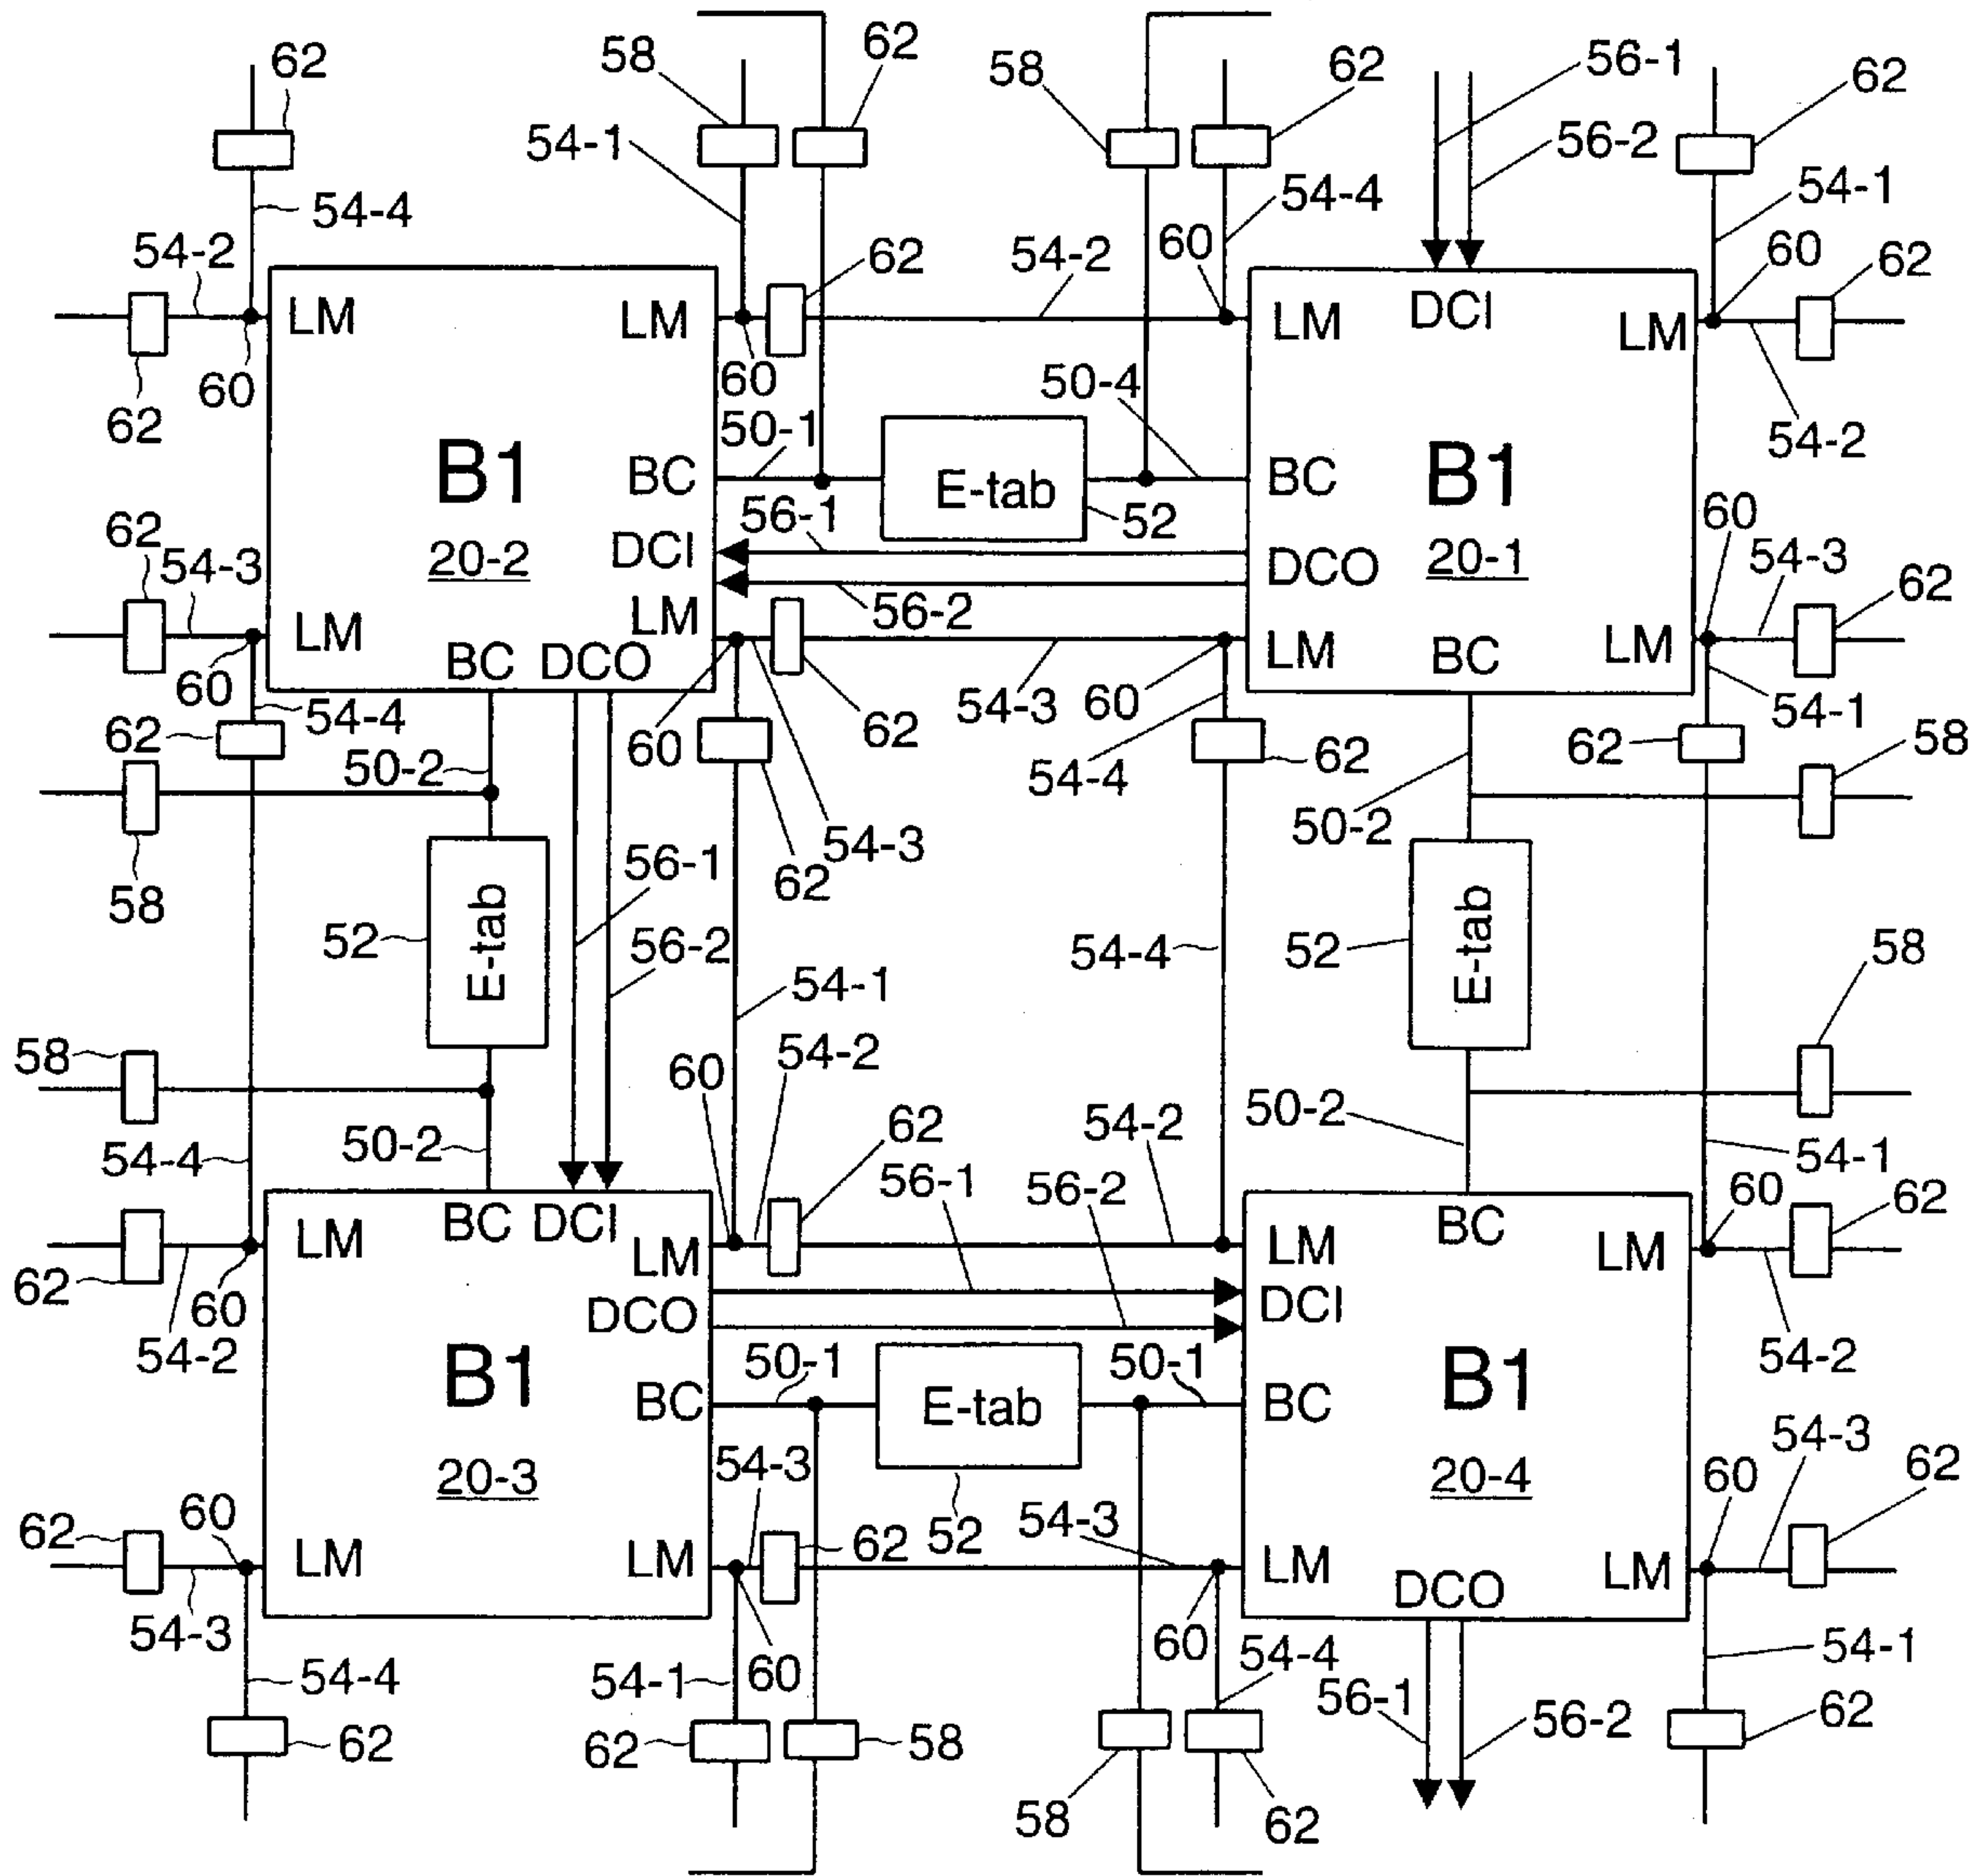 62 58 62 58 62 56-1 62
54-1 56-2
54-4 54-4 54-1
54-2 62 54-2 60 60 62
LM LM LM DCI LM
60 60
62 50-4 54-2
50-1
B1 BC E-tab BC B1
62 56-1 52 60
54-3 20-2 DCI DCO 20-1 54-3 62
LM LM 56-2 LM BC LM
BC DCO
60 54-4 60 62 54-3 60 54-1
62 50-2 62 54-4 62 62 58
54-3 50-2
58 62
56-1
52 E-tab 56-2 54-4 52 E-tab 58
54-1
58 60 54-2
50-2
54-4 50-2 62 54-2 54-1
56-1 56-2 60 62
LM BC DCI LM LM BC LM
62 60 DCO DCI
54-2 50-1 50-1 54-2
B1 BC E-tab BC B1
20-3 54-3 20-4 54-3
62 60 52 54-3 60 62
LM LM 62 LM DCO LM
54-3 60 60
54-4 54-1 54-4 56-1 54-1
62 62 58 56-2 62
58 62